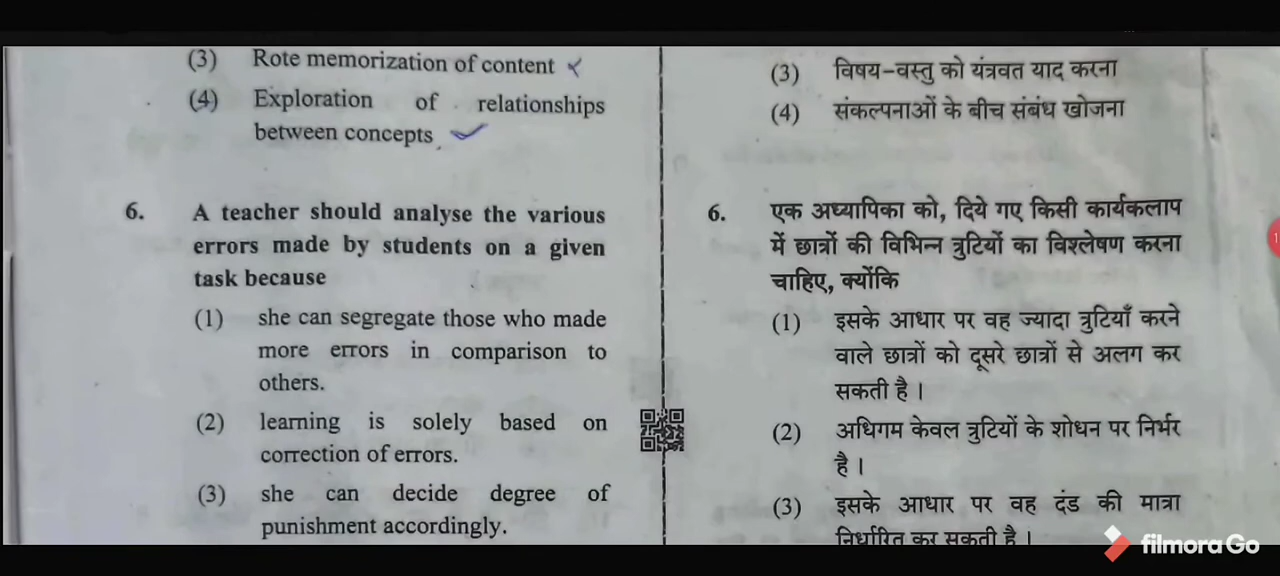 (3) Rote memorization of content
(4) Exploration of relationships
between concepts
6. A teacher should analyse the various
errors made by students on a given
task because
(1) she can segregate those who made
more errors in comparison to
others.
(2) learning is solely based on
correction of errors.
(3) she can decide degree of
punishment accordingly.
(3) विषय-वस्तु को यंत्रवत याद करना
(4) संकल्पनाओं के बीच संबंध खोजना
6. एक अध्यापिका को, दिये गए किसी कार्यकलाप
में छात्रों की विभिन्न त्रुटियों का विश्लेषण करना
चाहिए, क्योंकि
(1) इसके आधार पर वह ज्यादा त्रुटियाँ करने
वाले छात्रों को दूसरे छात्रों से अलग कर
सकती है ।
(2) अधिगम केवल त्रुटियों के शोधन पर निर्भर
है ।
(3) इसके आधार पर वह दंड की मात्रा
निर्धारित कर सकती है ।
1
filmoraGo